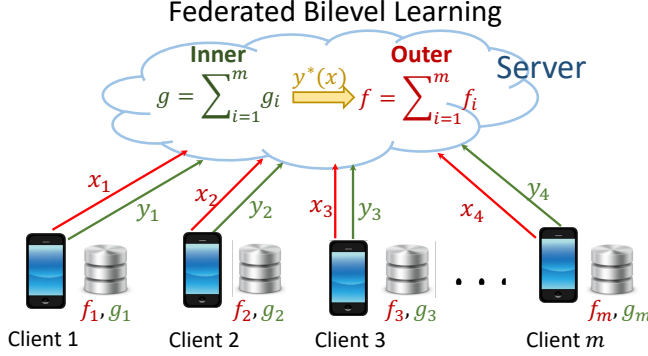 Federated Bilevel Learning
Inner
Outer
Server
g = ∑_{i=1}^{m} g_i
y*(x)
f = ∑_{i=1}^{m} f_i
x_1
y_1
x_2
y_2
x_3
y_3
x_4
y_4
f_1, g_1
f_2, g_2
f_3, g_3
• • •
f_m, g_m
Client 1
Client 2
Client 3
Client m